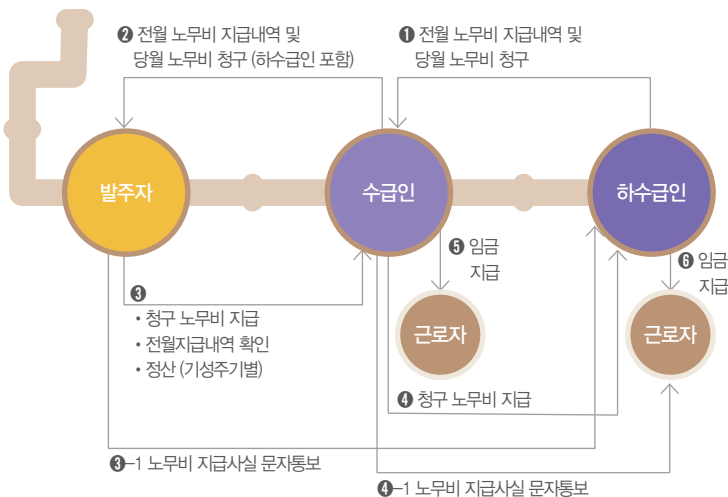 ❷ 전월 노무비 지급내역 및
당월 노무비 청구 (하수급인 포함)
❶ 전월 노무비 지급내역 및
당월 노무비 청구
발주자
수급인
하수급인
❸
• 청구 노무비 지급
• 전월지급내역 확인
• 정산 (기성주기별)
❺ 임금
지급
❻ 임금
지급
근로자
근로자
❹ 청구 노무비 지급
❸-1 노무비 지급사실 문자통보
❹-1 노무비 지급사실 문자통보